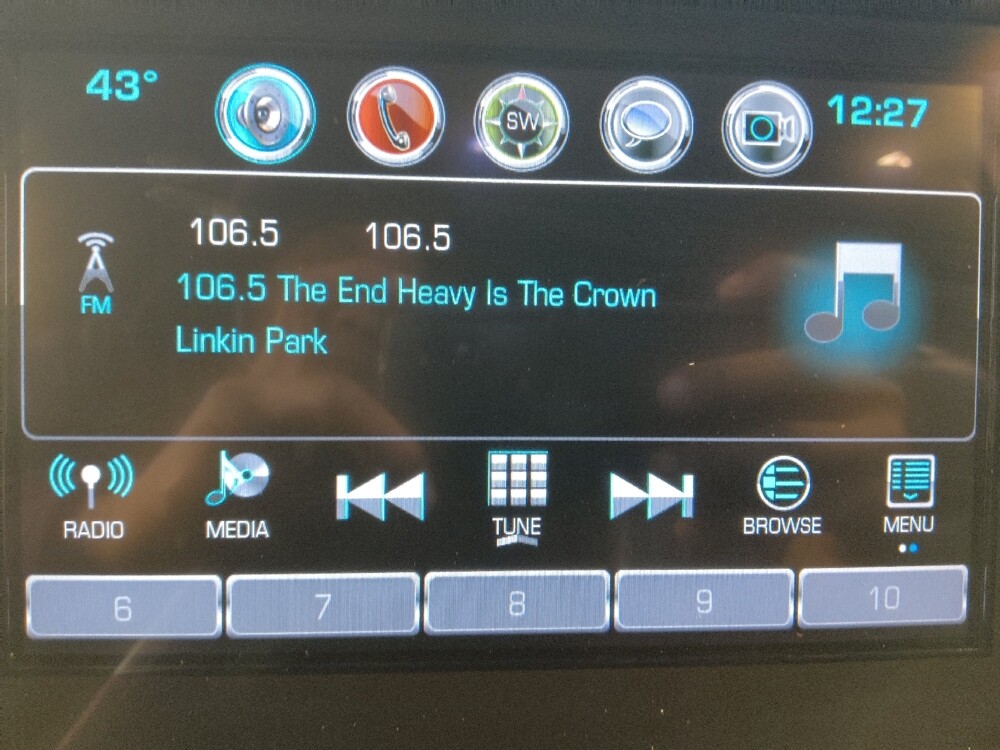 43°
SW
12:27
106.5 106.5
FM
106.5 The End Heavy Is The Crown
Linkin Park
RADIO
MEDIA
TUNE
BROWSE
MENU
6 7 8 9 10